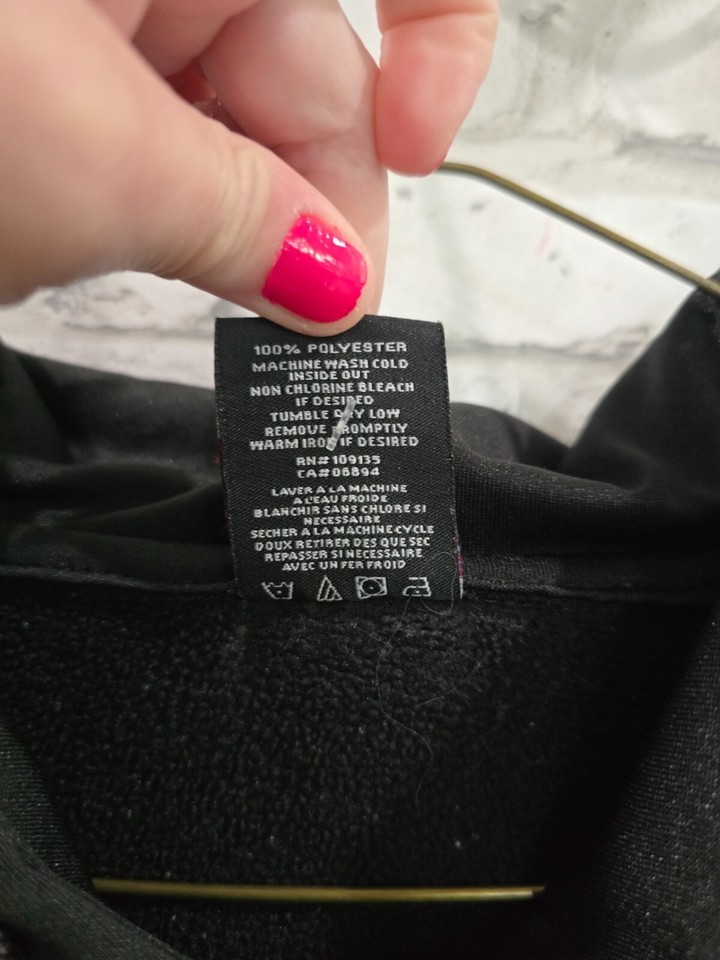 100% POLYESTER
MACHINE WASH COLD
INSIDE OUT
NON CHLORINE BLEACH
IF DESIRED
TUMBLE DRY LOW
REMOVE PROMPTLY
WARM IRON IF DESIRED
RN# 109135
CA# 06894
LAVER A LA MACHINE
A L'EAU FROIDE
BLANCHIR SANS CHLORE SI
NECESSAIRE
SECHER A LA MACHINE CYCLE
DOUX RETIRER DES QUE SEC
REPASSER SI NECESSAIRE
AVEC UN FER FROID